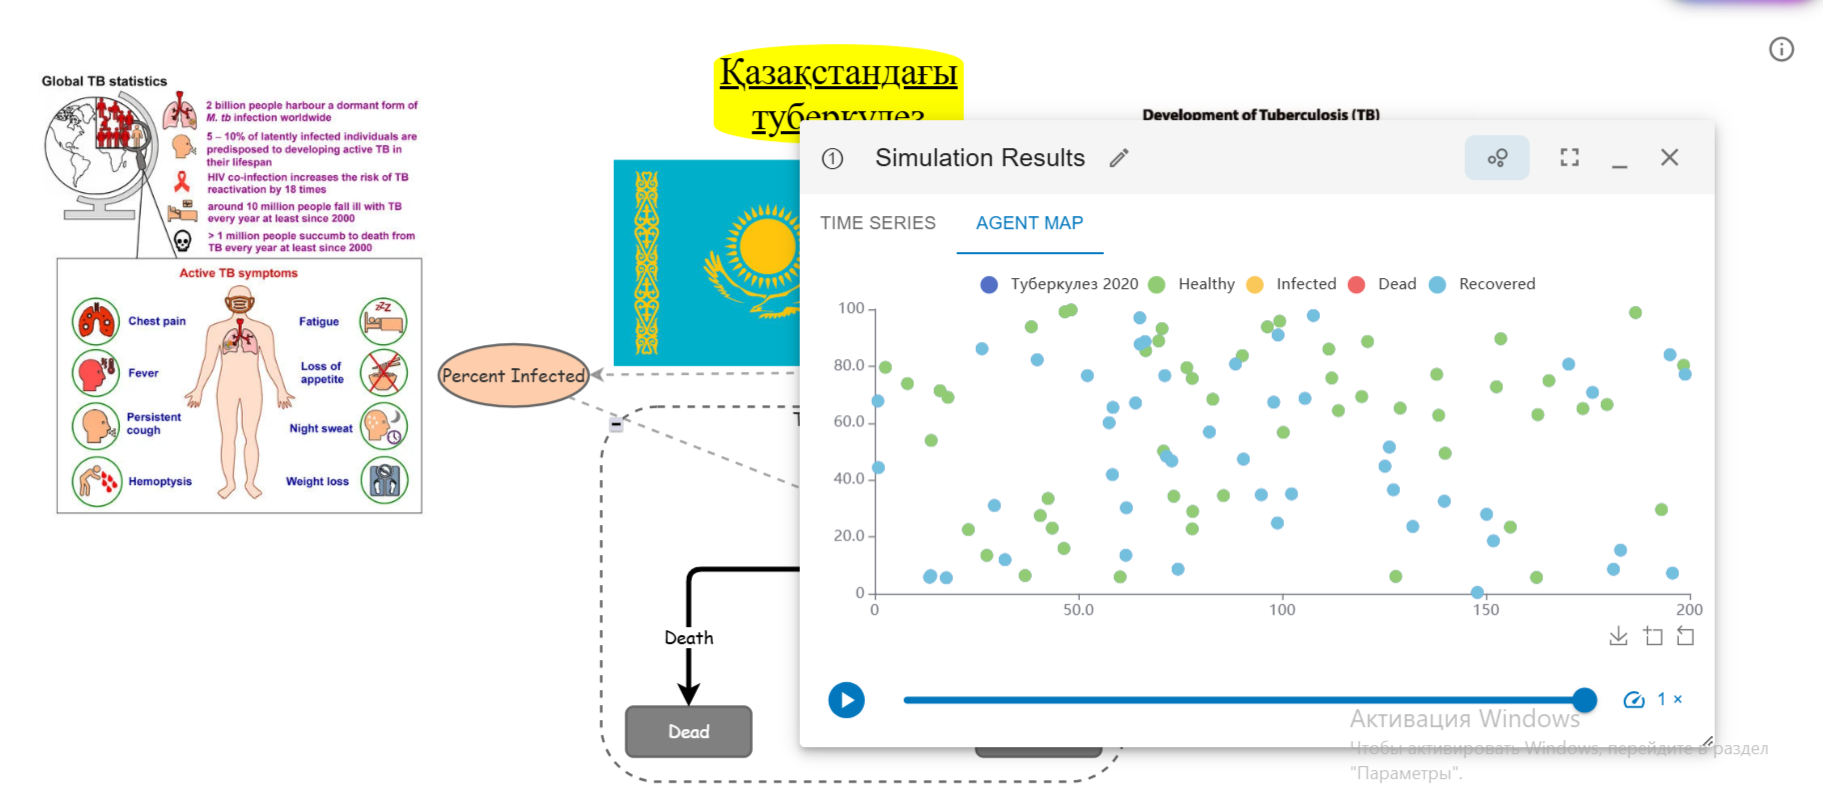 Global TB statistics
2 billion people harbour a dormant form of
M. tb infection worldwide
5 – 10% of latently infected individuals are
predisposed to developing active TB in
their lifespan
HIV co-infection increases the risk of TB
reactivation by 18 times
around 10 million people fall ill with TB
every year at least since 2000
> 1 million people succumb to death from
TB every year at least since 2000
Active TB symptoms
Chest pain
Fatigue
zZZ
Fever
Loss of
appetite
Persistent
cough
Night sweat
Hemoptysis
Weight loss
Қазақстандағы
туберкулез
Percent Infected
Death
Dead
Development of Tuberculosis (TB)
1 Simulation Results
TIME SERIES AGENT MAP
Туберкулез 2020 Healthy Infected Dead Recovered
100
80.0
60.0
40.0
20.0
0
0 50.0 100 150 200
1 ×
Активация Windows
Чтобы активировать Windows, перейдите в раздел
"Параметры".